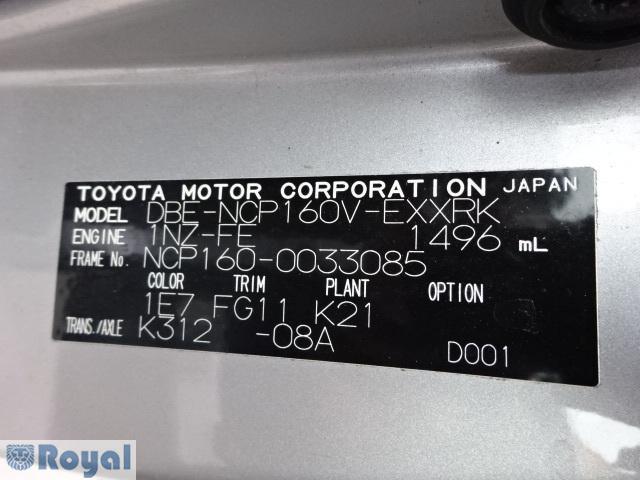 TOYOTA MOTOR CORPORATION JAPAN
MODEL DBE-NCP160V-EXXRK
ENGINE 1NZ-FE 1496 mL
FRAME No. NCP160-0033085
COLOR TRIM PLANT OPTION
1E7 FG11 K21
TRANS./AXLE K312 -08A
D001
Royal